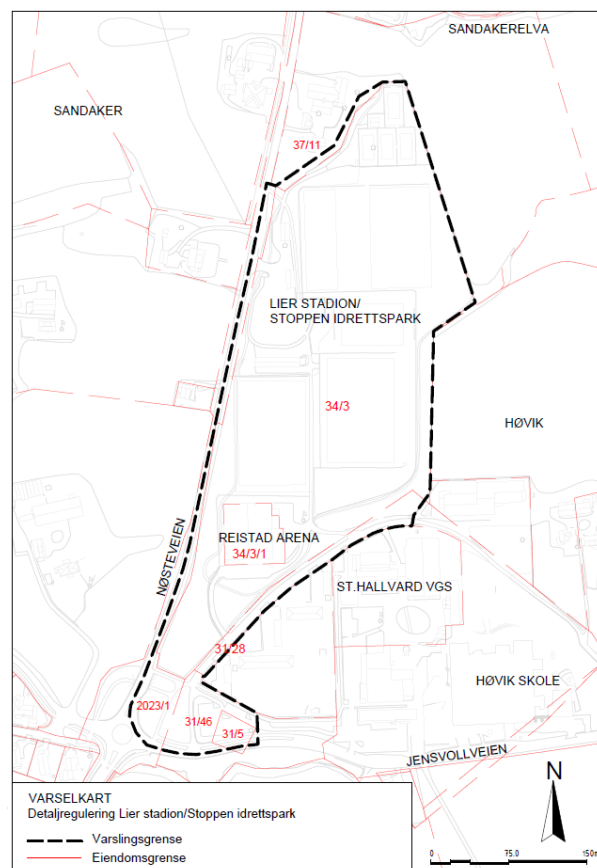 SANDAKERELVA
SANDAKER
37/11
LIER STADION/
STOPPEN IDRETTSPARK
34/3
HØVIK
NØSTEVEIEN
REISTAD ARENA
34/3/1
ST.HALLVARD VGS
31/28
HØVIK SKOLE
2023/1
31/46
31/5
JENSVOLLVEIEN
N
VARSELKART
Detaljregulering Lier stadion/Stoppen idrettspark
Varslingsgrense
Eiendomsgrense
0 75.0 150m